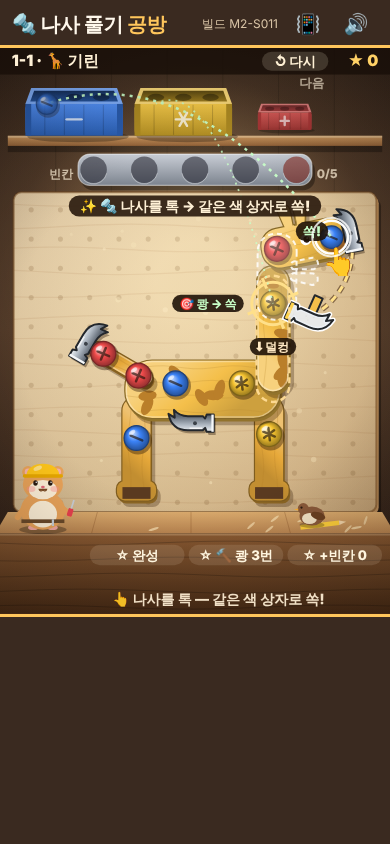 나사 풀기 공방
빌드 M2-S011
1-1 · 기린
다시
★ 0
다음
빈칸
0/5
✨ 🔩 나사를 톡 → 같은 색 상자로 쏙!
쏙!
🎯 쾅 → 쏙
⬇ 덜컹
☆ 완성
☆ 🔨 쾅 3번
☆ +빈칸 0
👆 나사를 톡 — 같은 색 상자로 쏙!